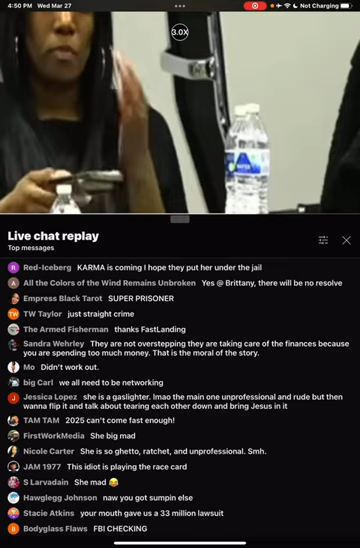 4:50 PM Wed Mar 27
Not Charging
3.0X
Live chat replay
Top messages
Red-Iceberg KARMA is coming I hope they put her under the jail
All the Colors of the Wind Remains Unbroken Yes @ Brittany, there will be no resolve
Empress Black Tarot SUPER PRISONER
TW Taylor just straight crime
The Armed Fisherman thanks FastLanding
Sandra Wehrley They are not overstepping they are taking care of the finances because
you are spending too much money. That is the moral of the story.
Mo Didn't work out.
big Carl we all need to be networking
Jessica Lopez she is a gaslighter. lmao the main one unprofessional and rude but then
wanna flip it and talk about tearing each other down and bring Jesus in it
TAM TAM 2025 can't come fast enough!
FirstWorkMedia She big mad
Nicole Carter She is so ghetto, ratchet, and unprofessional. Smh.
JAM 1977 This idiot is playing the race card
S Larvadain She mad 😂
Hawglegg Johnson naw you got sumpin else
Stacie Atkins your mouth gave us a 33 million lawsuit
Bodyglass Flaws FBI CHECKING